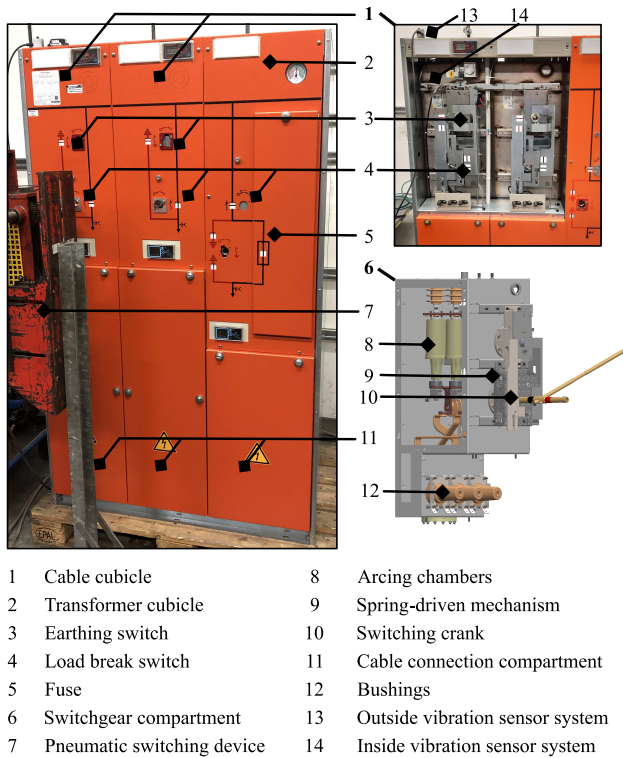 1
13
14
2
3
4
5
6
7
8
9
10
11
12
EPAL
1 Cable cubicle
2 Transformer cubicle
3 Earthing switch
4 Load break switch
5 Fuse
6 Switchgear compartment
7 Pneumatic switching device
8 Arcing chambers
9 Spring-driven mechanism
10 Switching crank
11 Cable connection compartment
12 Bushings
13 Outside vibration sensor system
14 Inside vibration sensor system